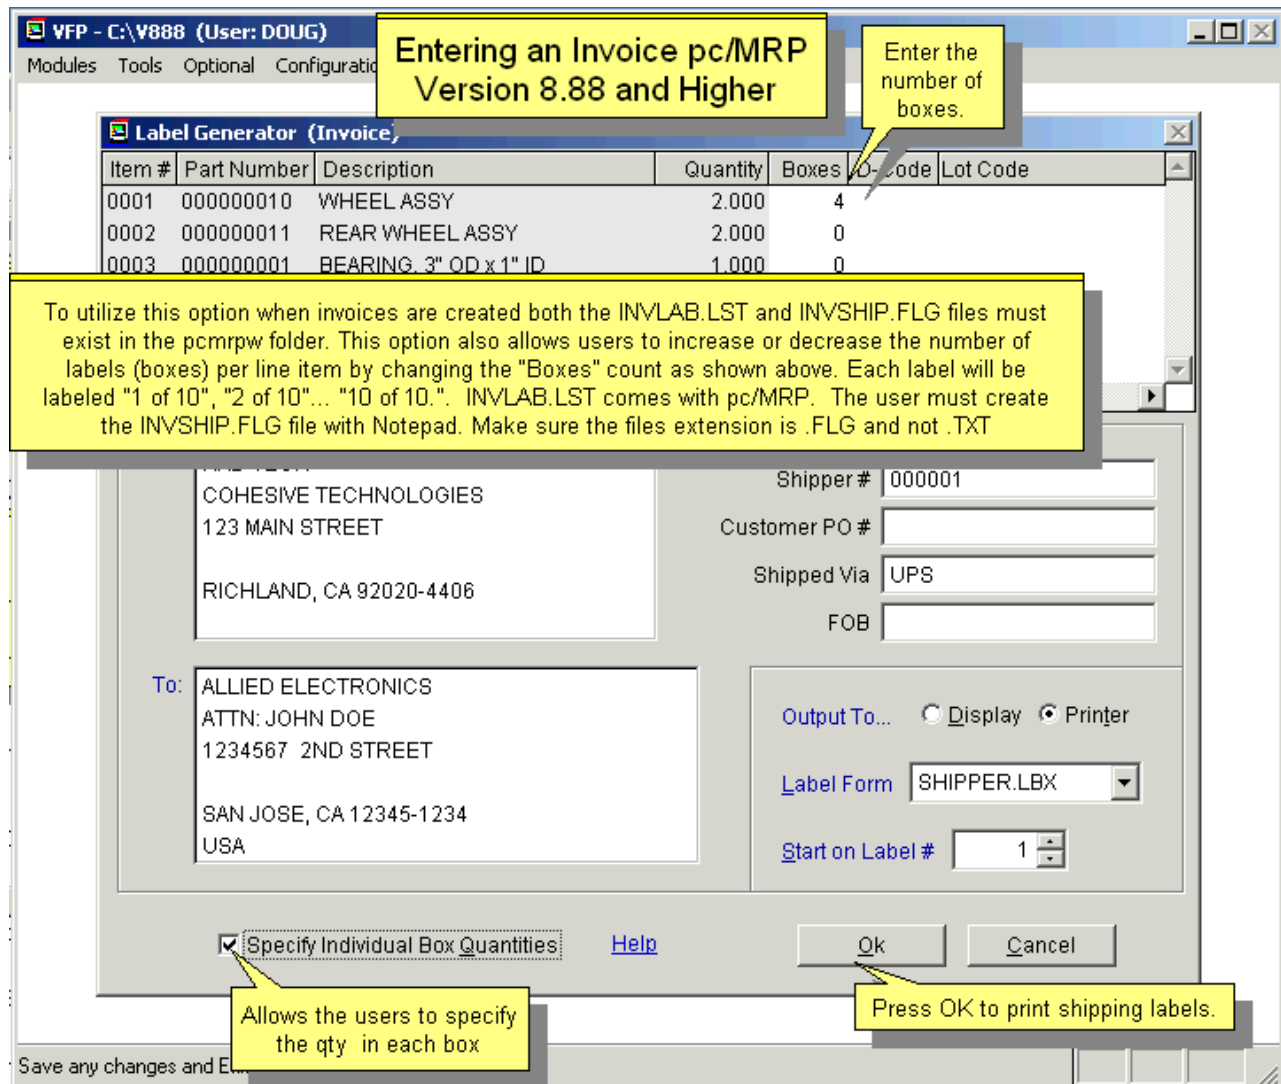 VFP - C:\V888 (User: DOUG)
Entering an Invoice pc/MRP
Version 8.88 and Higher
Modules Tools Optional
Enter the
number of
boxes.
Label Generator (Invoice)
Item # Part Number Description Quantity Boxes Lot Code
0001 000000010 WHEEL ASSY 2.000 4
0002 000000011 REAR WHEEL ASSY 2.000 0
0003 000000001 BEARING, 3" OD x 1" ID 1.000 0
To utilize this option when invoices are created both the INVLAB.LST and INVSHIP.FLG files must
exist in the pcmrpw folder. This option also allows users to increase or decrease the number of
labels (boxes) per line item by changing the "Boxes" count as shown above. Each label will be
labeled "1 of 10", "2 of 10"... "10 of 10.". INVLAB.LST comes with pc/MRP. The user must create
the INVSHIP.FLG file with Notepad. Make sure the files extension is .FLG and not .TXT
COHESIVE TECHNOLOGIES
123 MAIN STREET
RICHLAND, CA 92020-4406
Shipper # 000001
Customer PO #
Shipped Via UPS
FOB
To: ALLIED ELECTRONICS
ATTN: JOHN DOE
1234567 2ND STREET
SAN JOSE, CA 12345-1234
USA
Output To... Display Printer
Label Form SHIPPER.LBX
Start on Label # 1
Specify Individual Box Quantities Help Ok Cancel
Allows the users to specify
the qty in each box
Press OK to print shipping labels.
Save any changes and